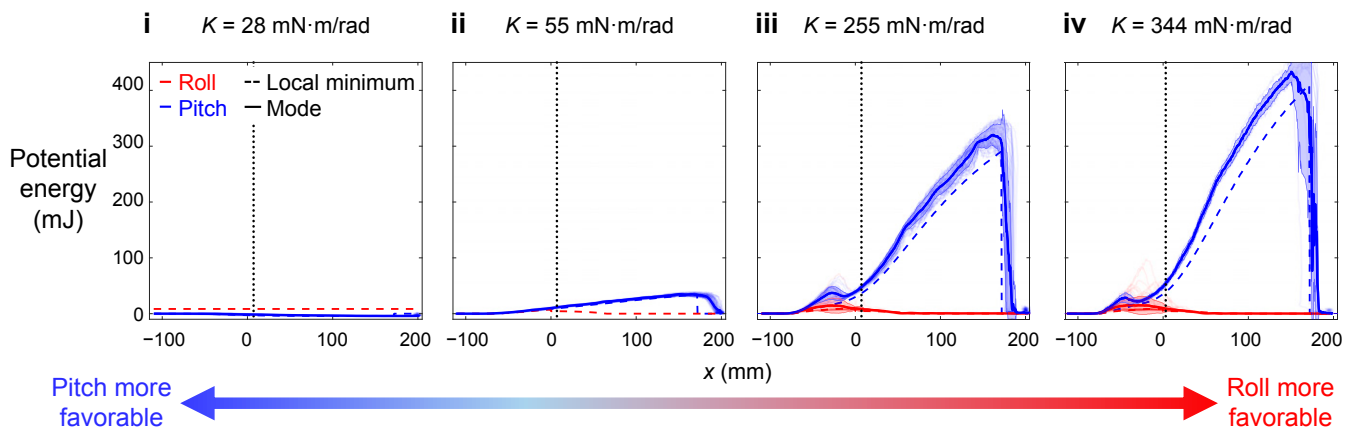 i K = 28 mN·m/rad
ii K = 55 mN·m/rad
iii K = 255 mN·m/rad
iv K = 344 mN·m/rad
Roll
Pitch
Local minimum
Mode
Potential
energy
(mJ)
400
300
200
100
0
−100 0 100 200
−100 0 100 200
−100 0 100 200
−100 0 100 200
x (mm)
Pitch more
favorable
Roll more
favorable